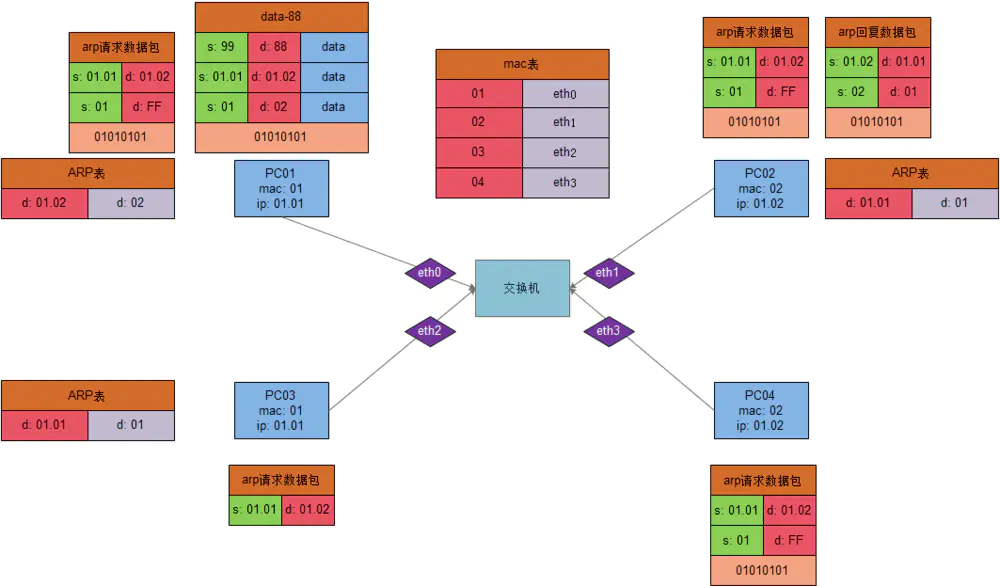 data-88
s: 99 d: 88 data
s: 01.01 d: 01.02 data
s: 01 d: 02 data
01010101
arp请求数据包
s: 01.01 d: 01.02
s: 01 d: FF
01010101
mac表
01 eth0
02 eth1
03 eth2
04 eth3
arp请求数据包
s: 01.01 d: 01.02
s: 01 d: FF
01010101
arp回复数据包
s: 01.02 d: 01.01
s: 02 d: 01
01010101
ARP表
d: 01.02 d: 02
PC01
mac: 01
ip: 01.01
PC02
mac: 02
ip: 01.02
ARP表
d: 01.01 d: 01
eth0
eth1
交换机
eth2
eth3
ARP表
d: 01.01 d: 01
PC03
mac: 01
ip: 01.01
PC04
mac: 02
ip: 01.02
arp请求数据包
s: 01.01 d: 01.02
arp请求数据包
s: 01.01 d: 01.02
s: 01 d: FF
01010101